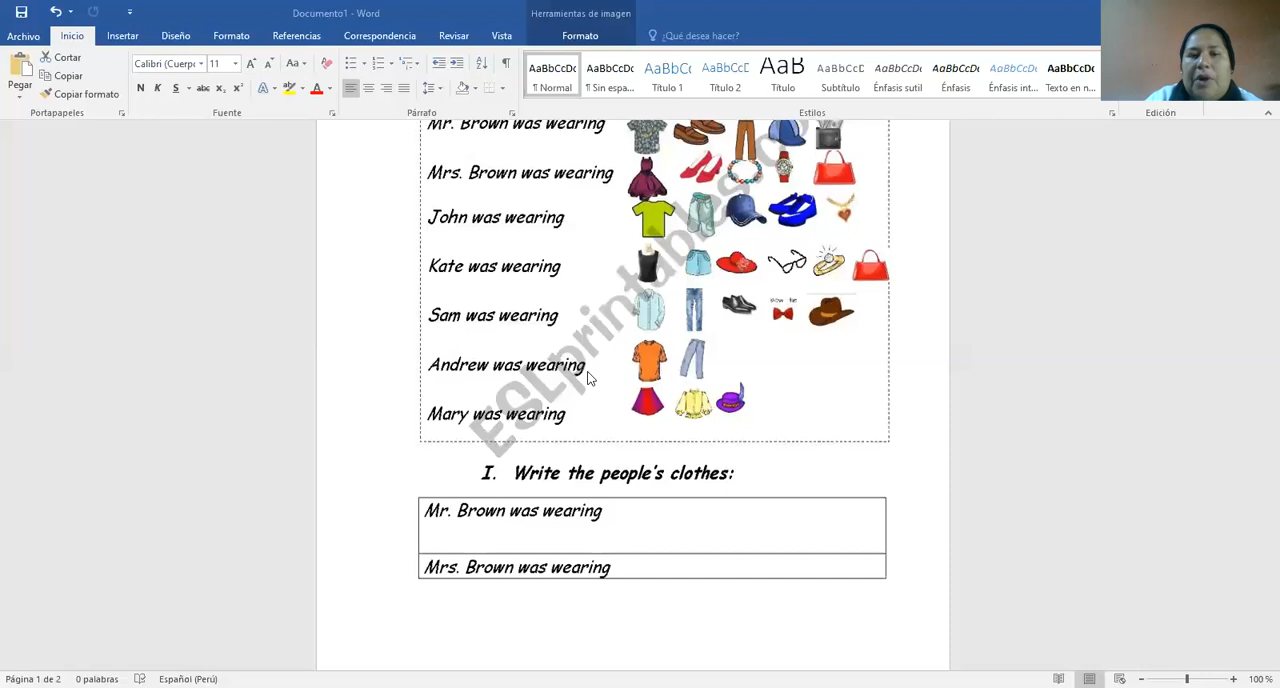 Documento1 - Word
Herramientas de imagen
Archivo
Inicio
Insertar
Diseño
Formato
Referencias
Correspondencia
Revisar
Vista
Formato
¿Qué desea hacer?
Pegar
Cortar
Copiar
Copiar formato
Portapapeles
Calibri (Cuerpo
11
N K S abc x₂ x²
Fuente
Párrafo
AaBbCcDc AaBbCcDc AaBbCc AaBbCcD AaB AaBbCcD AaBbCcDc AaBbCcDc AaBbCcDc AaBbCcDc
¶ Normal
¶ Sin espa...
Título 1
Título 2
Título
Subtítulo
Énfasis sutil
Énfasis
Énfasis int...
Texto en n...
Estilos
Edición
Mr. Brown was wearing
Mrs. Brown was wearing
John was wearing
Kate was wearing
Sam was wearing
Andrew was wearing
Mary was wearing
I. Write the people's clothes:
Mr. Brown was wearing
Mrs. Brown was wearing
Página 1 de 2
0 palabras
Español (Perú)
100 %